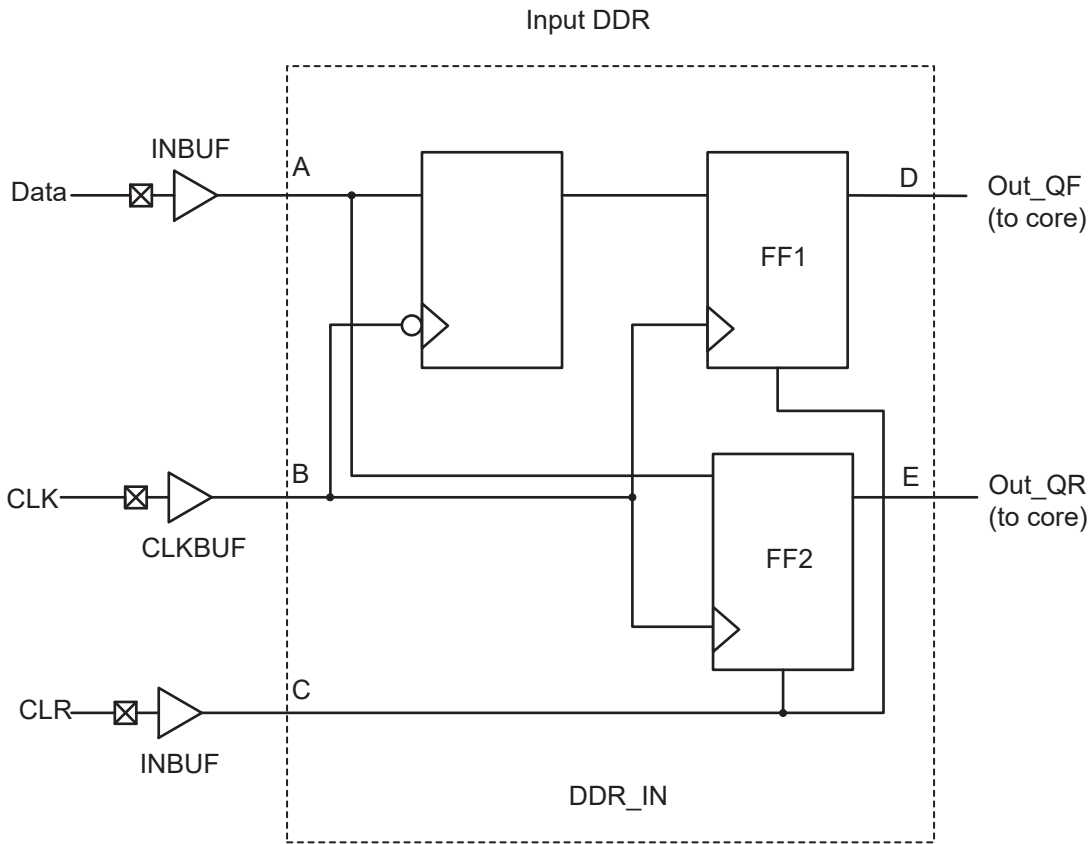 Input DDR
INBUF
A
Data
D
Out_QF
(to core)
FF1
B
CLK
CLKBUF
E
Out_QR
(to core)
FF2
C
CLR
INBUF
DDR_IN